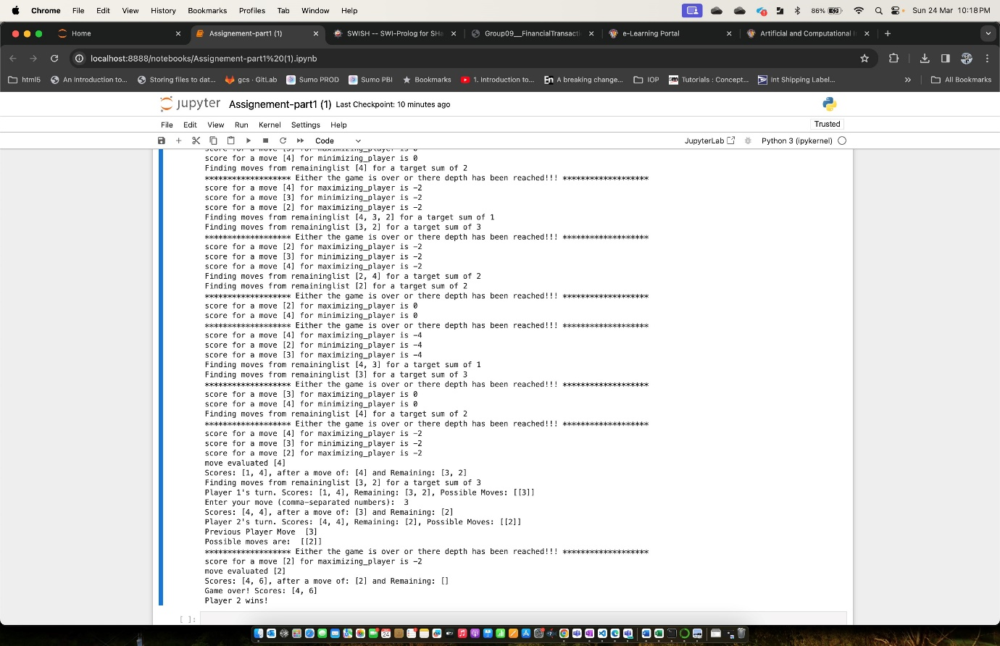 Chrome File Edit View History Bookmarks Profiles Tab Window Help 86% Sun 24 Mar 10:18 PM
Home Assignement-part1 (1) SWISH -- SWI-Prolog for SHa Group09__FinancialTransacti e-Learning Portal Artificial and Computational I
localhost:8888/notebooks/Assignement-part1%20(1).ipynb
html5 An Introduction to... Storing files to dat... gcs · GitLab Sumo PROD Sumo PBI Bookmarks 1. Introduction to... En A breaking change... IOP Tutorials : Concept... Int Shipping Label... >> All Bookmarks
jupyter Assignement-part1 (1) Last Checkpoint: 10 minutes ago
File Edit View Run Kernel Settings Help Trusted
Code JupyterLab Python 3 (ipykernel)
score for a move [3] for maximizing_player is 0
score for a move [4] for minimizing_player is 0
Finding moves from remaininglist [4] for a target sum of 2
******************* Either the game is over or there depth has been reached!!! *******************
score for a move [4] for maximizing_player is -2
score for a move [3] for minimizing_player is -2
score for a move [2] for maximizing_player is -2
Finding moves from remaininglist [4, 3, 2] for a target sum of 1
Finding moves from remaininglist [3, 2] for a target sum of 3
******************* Either the game is over or there depth has been reached!!! *******************
score for a move [2] for maximizing_player is -2
score for a move [3] for minimizing_player is -2
score for a move [4] for maximizing_player is -2
Finding moves from remaininglist [2, 4] for a target sum of 2
Finding moves from remaininglist [2] for a target sum of 2
******************* Either the game is over or there depth has been reached!!! *******************
score for a move [2] for maximizing_player is 0
score for a move [4] for minimizing_player is 0
******************* Either the game is over or there depth has been reached!!! *******************
score for a move [4] for maximizing_player is -4
score for a move [2] for minimizing_player is -4
score for a move [3] for maximizing_player is -4
Finding moves from remaininglist [4, 3] for a target sum of 1
Finding moves from remaininglist [3] for a target sum of 3
******************* Either the game is over or there depth has been reached!!! *******************
score for a move [3] for maximizing_player is 0
score for a move [4] for minimizing_player is 0
Finding moves from remaininglist [4] for a target sum of 2
******************* Either the game is over or there depth has been reached!!! *******************
score for a move [4] for maximizing_player is -2
score for a move [3] for minimizing_player is -2
score for a move [2] for maximizing_player is -2
move evaluated [4]
Scores: [1, 4], after a move of: [4] and Remaining: [3, 2]
Finding moves from remaininglist [3, 2] for a target sum of 3
Player 1's turn. Scores: [1, 4], Remaining: [3, 2], Possible Moves: [[3]]
Enter your move (comma-separated numbers): 3
Scores: [4, 4], after a move of: [3] and Remaining: [2]
Player 2's turn. Scores: [4, 4], Remaining: [2], Possible Moves: [[2]]
Previous Player Move [3]
Possible moves are: [[2]]
******************* Either the game is over or there depth has been reached!!! *******************
score for a move [2] for maximizing_player is -2
move evaluated [2]
Scores: [4, 6], after a move of: [2] and Remaining: []
Game over! Scores: [4, 6]
Player 2 wins!
[ ]: